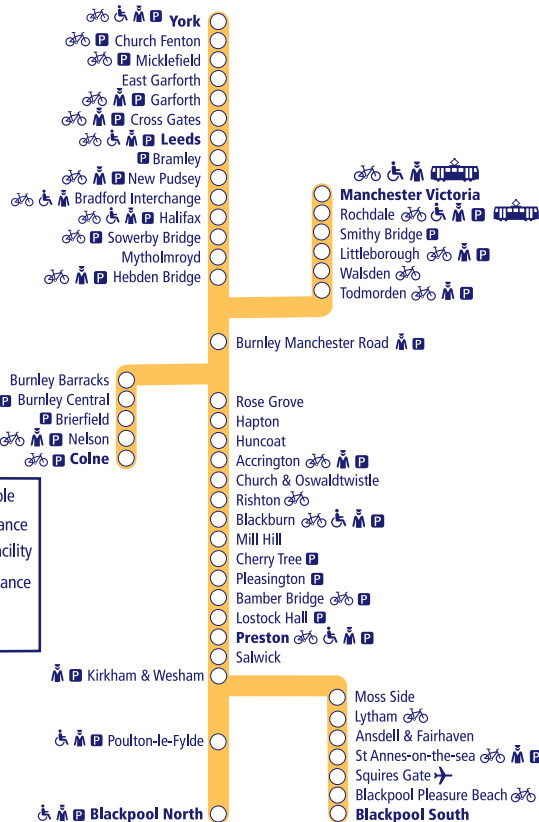 York
P Church Fenton
P Micklefield
East Garforth
P Garforth
P Cross Gates
P Leeds
P Bramley
P New Pudsey
Bradford Interchange
P Halifax
P Sowerby Bridge
Mytholmroyd
P Hebden Bridge
Manchester Victoria
Rochdale P
Smithy Bridge P
Littleborough P
Walsden
Todmorden P
Burnley Manchester Road P
Burnley Barracks
P Burnley Central
P Brierfield
P Nelson
P Colne
Rose Grove
Hapton
Huncoat
Accrington P
Church & Oswaldtwistle
Rishton
Blackburn P
Mill Hill
Cherry Tree P
Pleasington P
Bamber Bridge P
Lostock Hall P
Preston P
Salwick
P Kirkham & Wesham
P Poulton-le-Fylde
P Blackpool North
Moss Side
Lytham
Ansdell & Fairhaven
St Annes-on-the-sea P
Squires Gate
Blackpool Pleasure Beach
Blackpool South